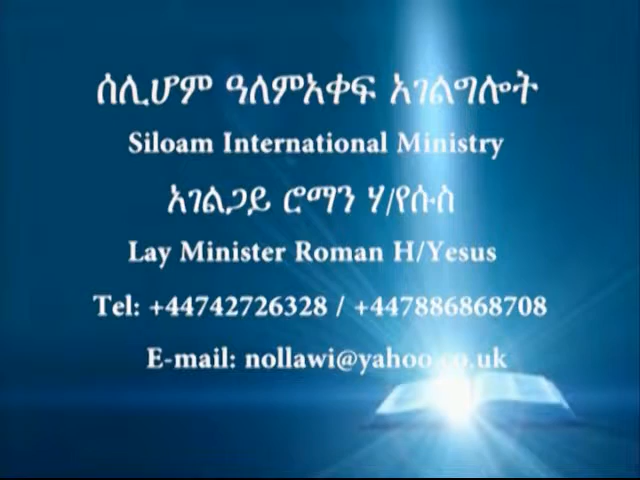 ሰሊሆም ዓለምአቀፍ አገልግሎት
Siloam International Ministry
አገልጋይ ሮማን ሃ/የሱስ
Lay Minister Roman H/Yesus
Tel: +44742726328 / +447886868708
E-mail: nollawi@yahoo.co.uk